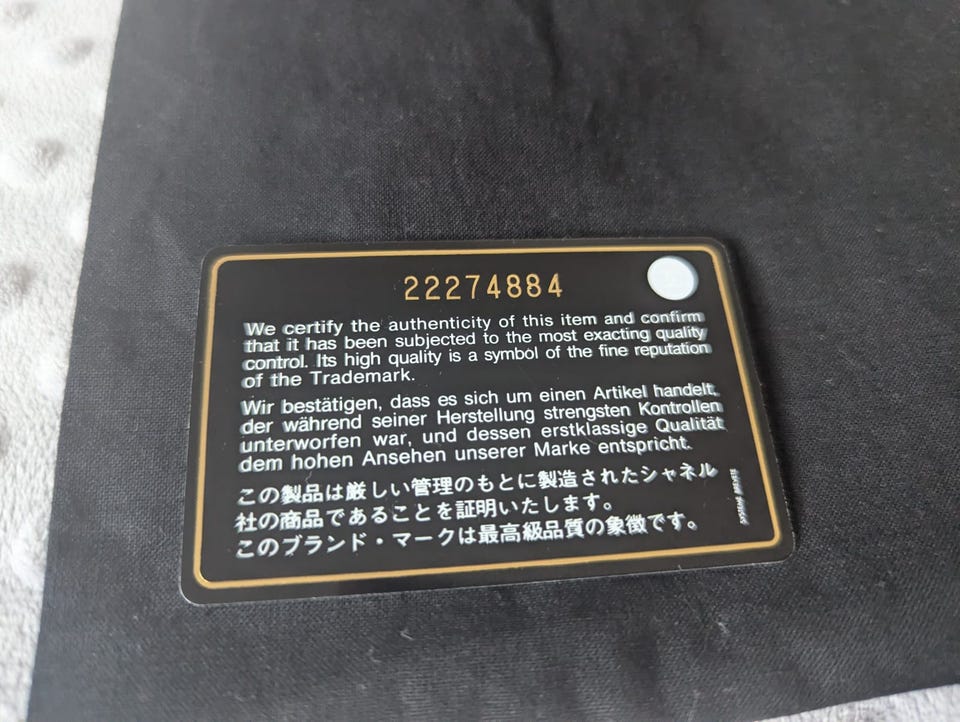 22274884
We certify the authenticity of this item and confirm
that it has been subjected to the most exacting quality
control. Its high quality is a symbol of the fine reputation
of the Trademark.
Wir bestätigen, dass es sich um einen Artikel handelt,
der während seiner Herstellung strengsten Kontrollen
unterworfen war, und dessen erstklassige Qualität
dem hohen Ansehen unserer Marke entspricht.
この製品は厳しい管理のもとに製造されたシャネル
社の商品であることを証明いたします。
このブランド・マークは最高級品質の象徴です。